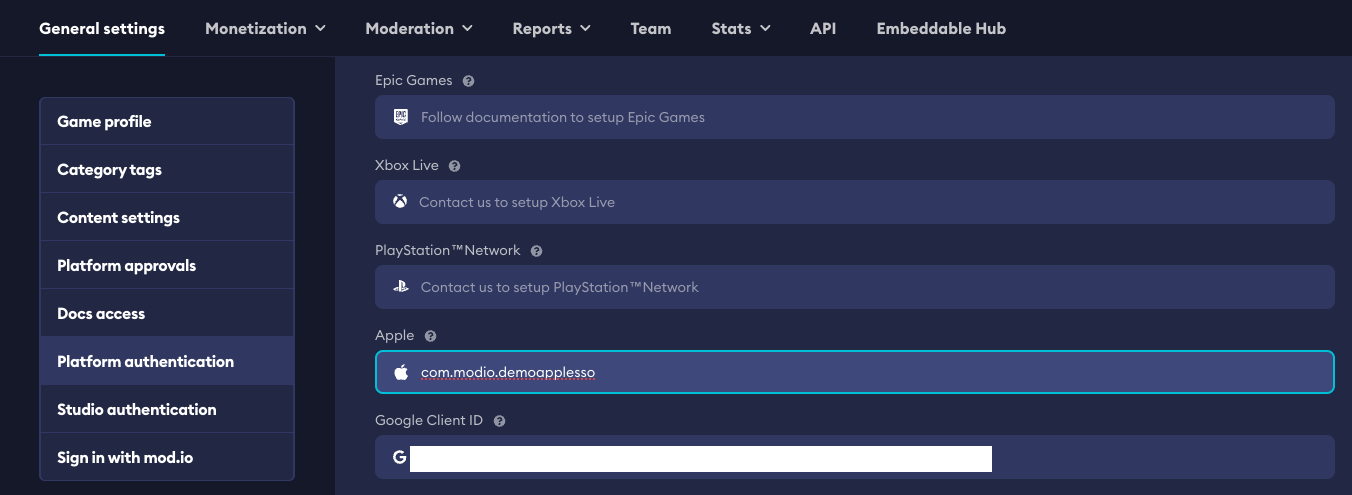 General settings Monetization Moderation Reports Team Stats API Embeddable Hub
Game profile
Category tags
Content settings
Platform approvals
Docs access
Platform authentication
Studio authentication
Sign in with mod.io
Epic Games
Follow documentation to setup Epic Games
Xbox Live
Contact us to setup Xbox Live
PlayStation™Network
Contact us to setup PlayStation™Network
Apple
com.modio.demoapplesso
Google Client ID